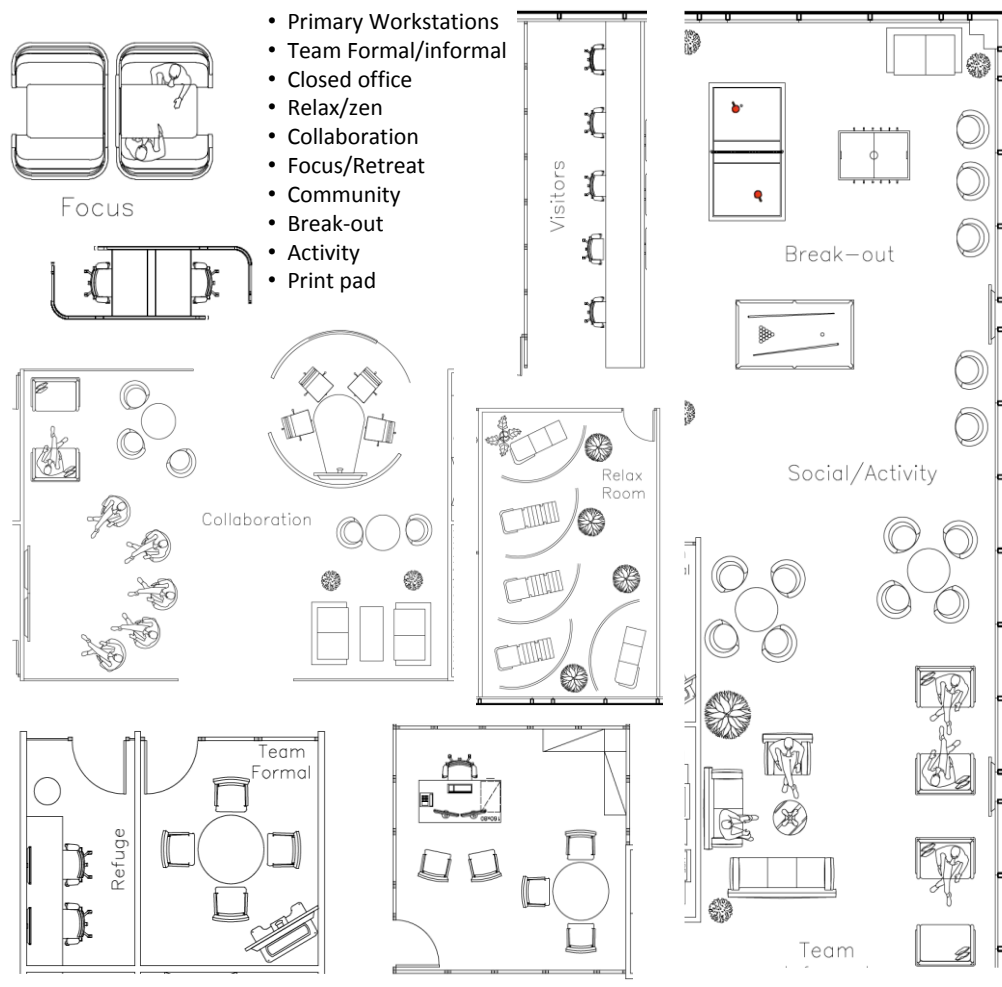 • Primary Workstations
• Team Formal/informal
• Closed office
• Relax/zen
• Collaboration
• Focus/Retreat
• Community
• Break-out
• Activity
• Print pad
Focus
Visitors
Break-out
Social/Activity
Relax
Room
Collaboration
Team
Formal
Refuge
160x80
Team